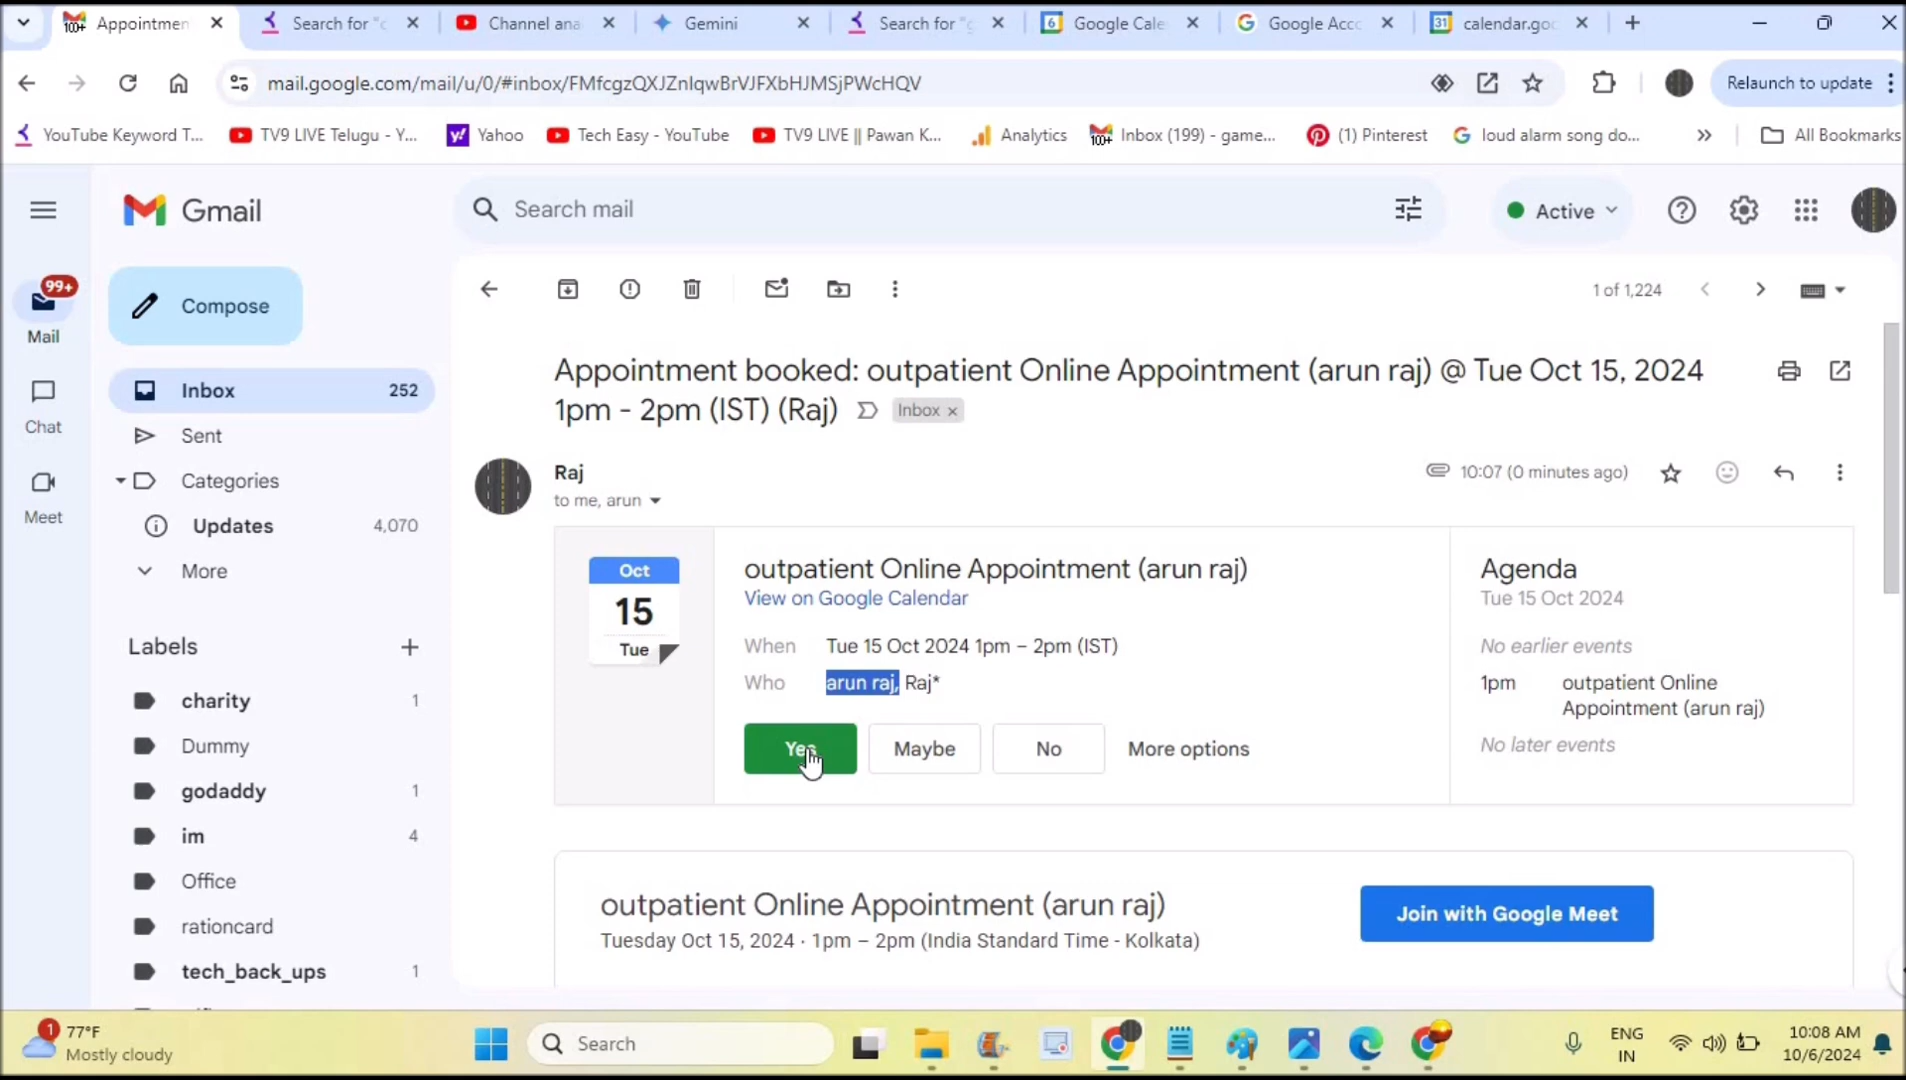 Appointmen
Search for "c
Channel ana
Gemini
Search for "g
Google Cale
Google Acco
calendar.goo
mail.google.com/mail/u/0/#inbox/FMfcgzQXJZnlqwBrVJFXbHJMSjPWcHQV
Relaunch to update
YouTube Keyword T...
TV9 LIVE Telugu - Y...
Yahoo
Tech Easy - YouTube
TV9 LIVE || Pawan K...
Analytics
Inbox (199) - game...
(1) Pinterest
loud alarm song do...
All Bookmarks
Gmail
Search mail
Active
99+
Mail
Chat
Meet
Compose
Inbox 252
Sent
Categories
Updates 4,070
More
Labels
charity 1
Dummy
godaddy 1
im 4
Office
rationcard
tech_back_ups 1
1 of 1,224
Appointment booked: outpatient Online Appointment (arun raj) @ Tue Oct 15, 2024
1pm - 2pm (IST) (Raj) Inbox ×
Raj
10:07 (0 minutes ago)
to me, arun
Oct
15
Tue
outpatient Online Appointment (arun raj)
View on Google Calendar
When Tue 15 Oct 2024 1pm – 2pm (IST)
Who arun raj, Raj*
Yes
Maybe
No
More options
Agenda
Tue 15 Oct 2024
No earlier events
1pm outpatient Online
Appointment (arun raj)
No later events
outpatient Online Appointment (arun raj)
Tuesday Oct 15, 2024 · 1pm – 2pm (India Standard Time - Kolkata)
Join with Google Meet
1
77°F
Mostly cloudy
Search
ENG
IN
10:08 AM
10/6/2024